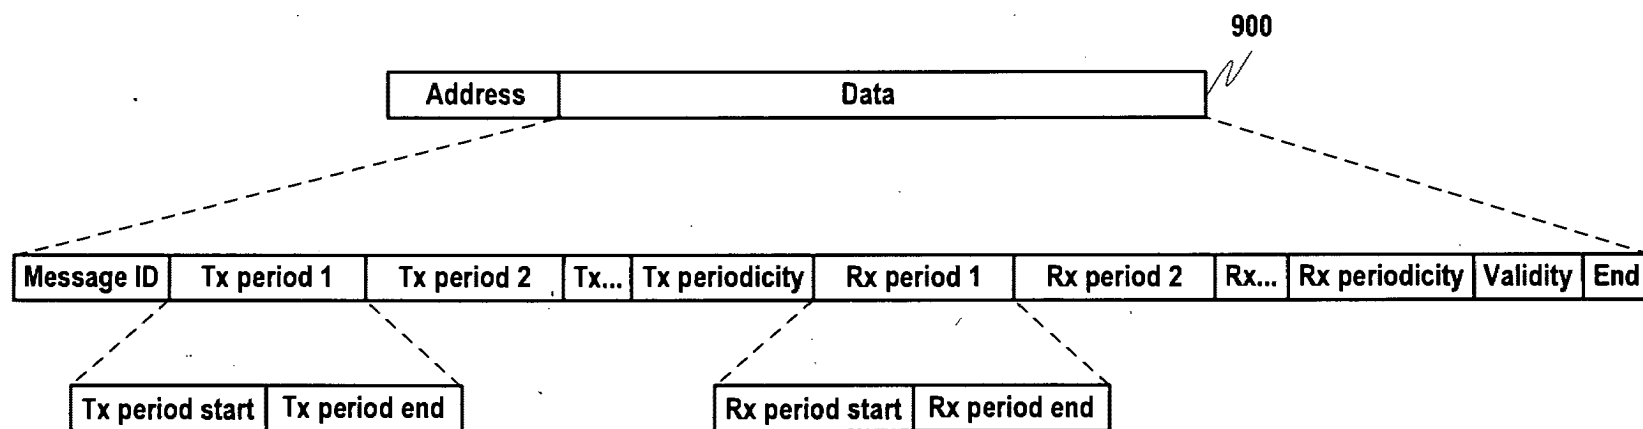 900
Address Data
Message ID Tx period 1 Tx period 2 Tx... Tx periodicity Rx period 1 Rx period 2 Rx... Rx periodicity Validity End
Tx period start Tx period end Rx period start Rx period end